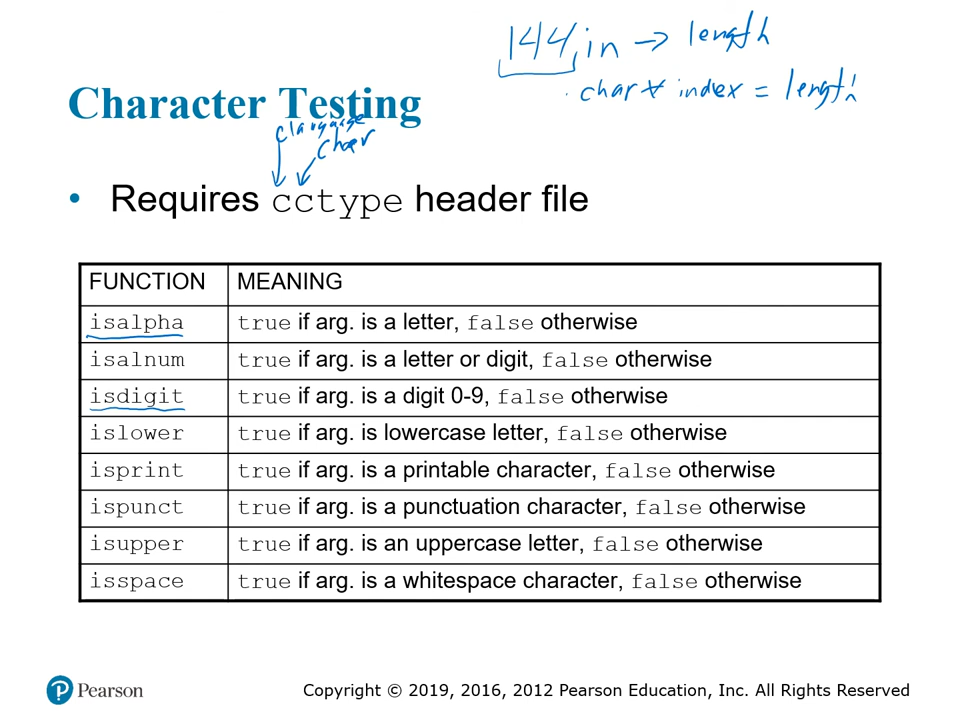 144in → length
char * index = length
Character Testing
c language
char
• Requires cctype header file
FUNCTION MEANING
isalpha true if arg. is a letter, false otherwise
isalnum true if arg. is a letter or digit, false otherwise
isdigit true if arg. is a digit 0-9, false otherwise
islower true if arg. is lowercase letter, false otherwise
isprint true if arg. is a printable character, false otherwise
ispunct true if arg. is a punctuation character, false otherwise
isupper true if arg. is an uppercase letter, false otherwise
isspace true if arg. is a whitespace character, false otherwise
Pearson Copyright © 2019, 2016, 2012 Pearson Education, Inc. All Rights Reserved